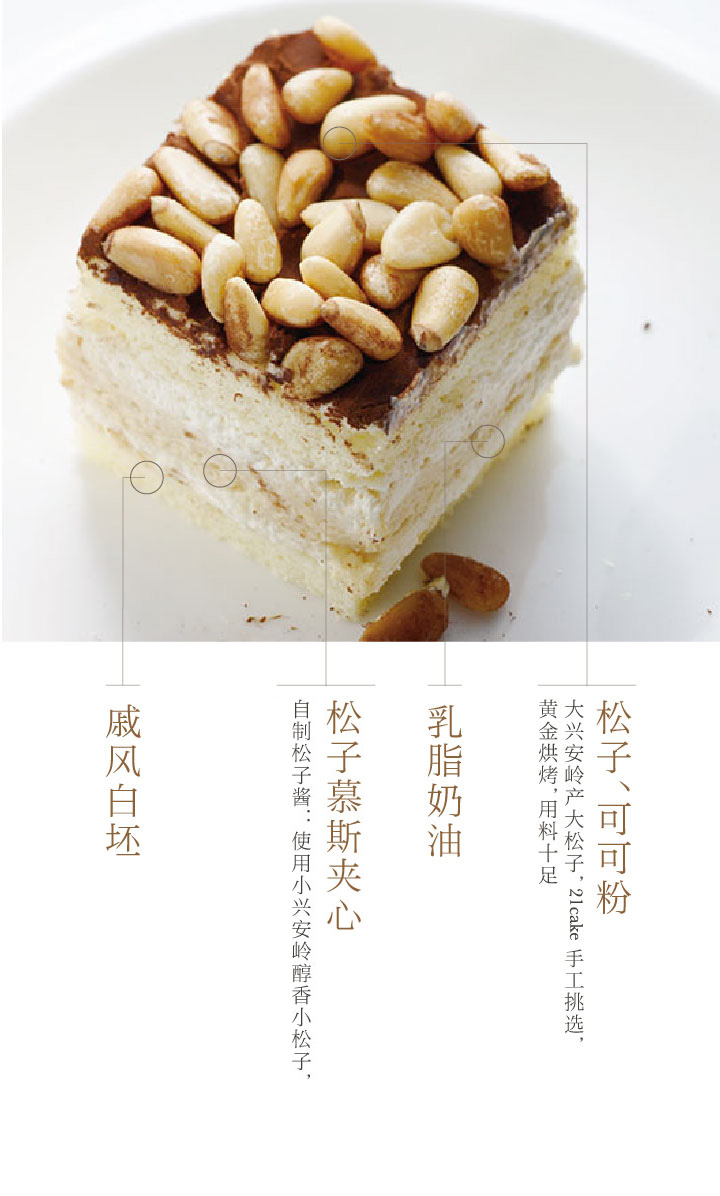 松子、可可粉
大兴安岭产大松子，21cake 手工挑选，
黄金烘烤，用料十足
乳脂奶油
松子慕斯夹心
自制松子酱：使用小兴安岭醇香小松子，
戚风白坯